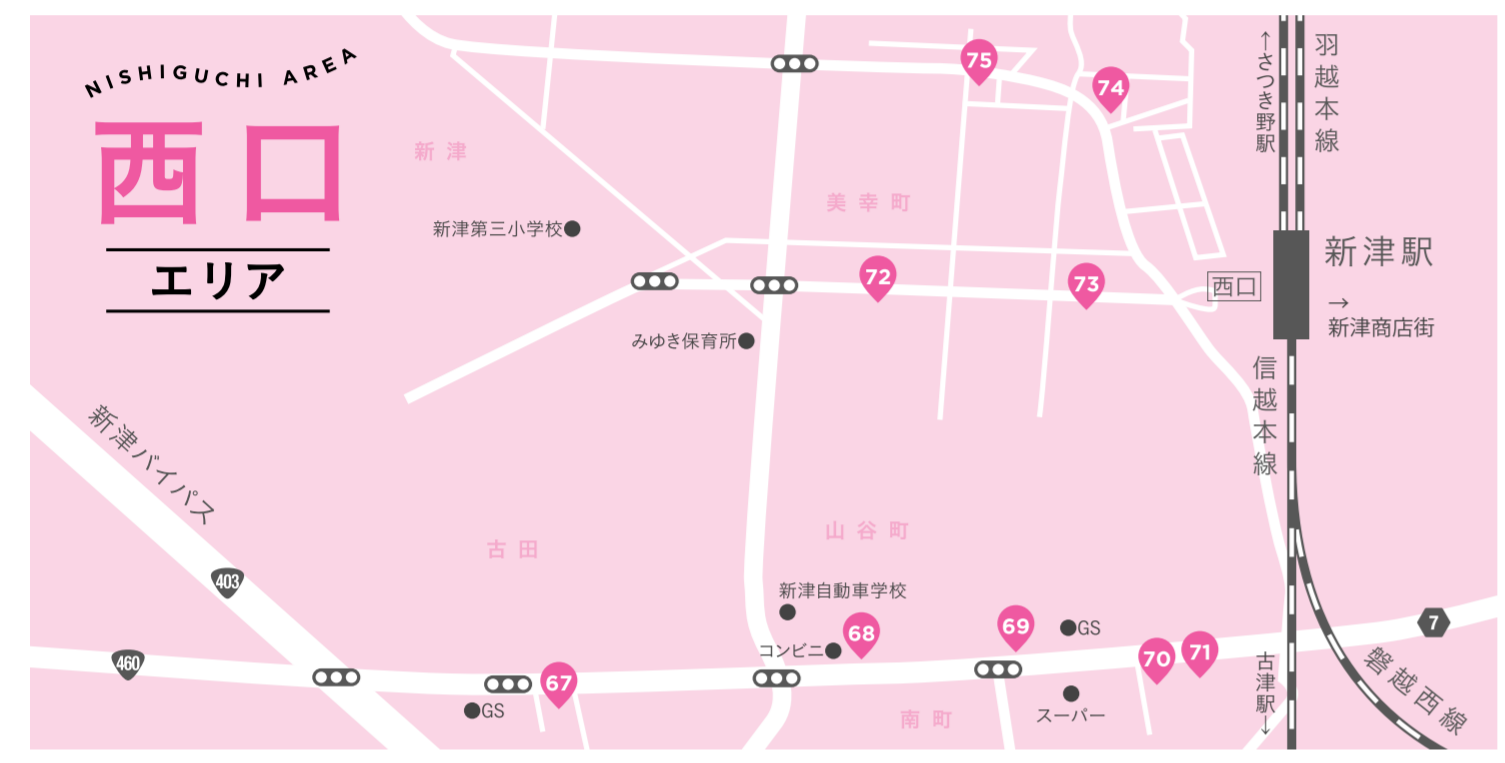 NISHIGUCHI AREA
西口
エリア
75
74
←さつき野駅
羽越本線
新津
美幸町
新津第三小学校
72
73
西口
新津駅
→
新津商店街
みゆき保育所
信越本線
新津バイパス
403
古田
山谷町
新津自動車学校
コンビニ
68
69
GS
7
460
67
70
71
GS
スーパー
南町
古津駅→
磐越西線